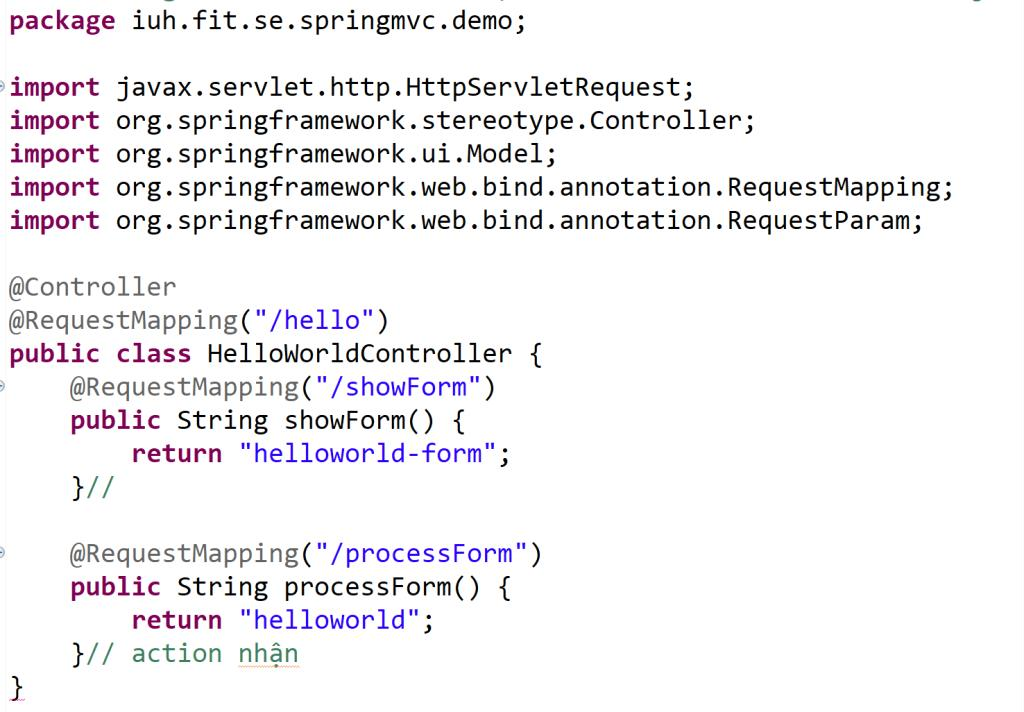 package iuh.fit.se.springmvc.demo;
import javax.servlet.http.HttpServletRequest;
import org.springframework.stereotype.Controller;
import org.springframework.ui.Model;
import org.springframework.web.bind.annotation.RequestMapping;
import org.springframework.web.bind.annotation.RequestParam;
@Controller
@RequestMapping("/hello")
public class HelloWorldController {
@RequestMapping("/showForm")
public String showForm() {
return "helloworld-form";
}//
@RequestMapping("/processForm")
public String processForm() {
return "helloworld";
}// action nhận
}